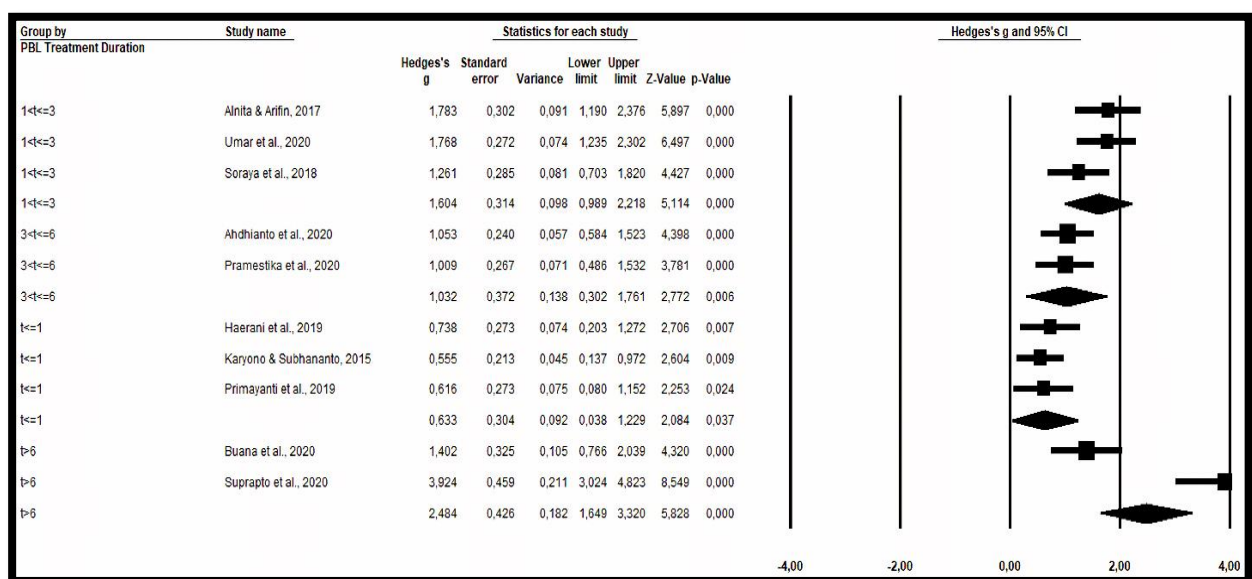 Group by Study name Statistics for each study Hedges's g and 95% CI
PBL Treatment Duration
Hedges's g Standard error Variance Lower limit Upper limit Z-Value p-Value
1<t<=3 Alnita & Arifin, 2017 1,783 0,302 0,091 1,190 2,376 5,897 0,000
1<t<=3 Umar et al., 2020 1,768 0,272 0,074 1,235 2,302 6,497 0,000
1<t<=3 Soraya et al., 2018 1,261 0,285 0,081 0,703 1,820 4,427 0,000
1<t<=3 1,604 0,314 0,098 0,989 2,218 5,114 0,000
3<t<=6 Ahdhianto et al., 2020 1,053 0,240 0,057 0,584 1,523 4,398 0,000
3<t<=6 Pramestika et al., 2020 1,009 0,267 0,071 0,486 1,532 3,781 0,000
3<t<=6 1,032 0,372 0,138 0,302 1,761 2,772 0,006
t<=1 Haerani et al., 2019 0,738 0,273 0,074 0,203 1,272 2,706 0,007
t<=1 Karyono & Subhananto, 2015 0,555 0,213 0,045 0,137 0,972 2,604 0,009
t<=1 Primayanti et al., 2019 0,616 0,273 0,075 0,080 1,152 2,253 0,024
t<=1 0,633 0,304 0,092 0,038 1,229 2,084 0,037
t>6 Buana et al., 2020 1,402 0,325 0,105 0,766 2,039 4,320 0,000
t>6 Suprapto et al., 2020 3,924 0,459 0,211 3,024 4,823 8,549 0,000
t>6 2,484 0,426 0,182 1,649 3,320 5,828 0,000
-4,00 -2,00 0,00 2,00 4,00